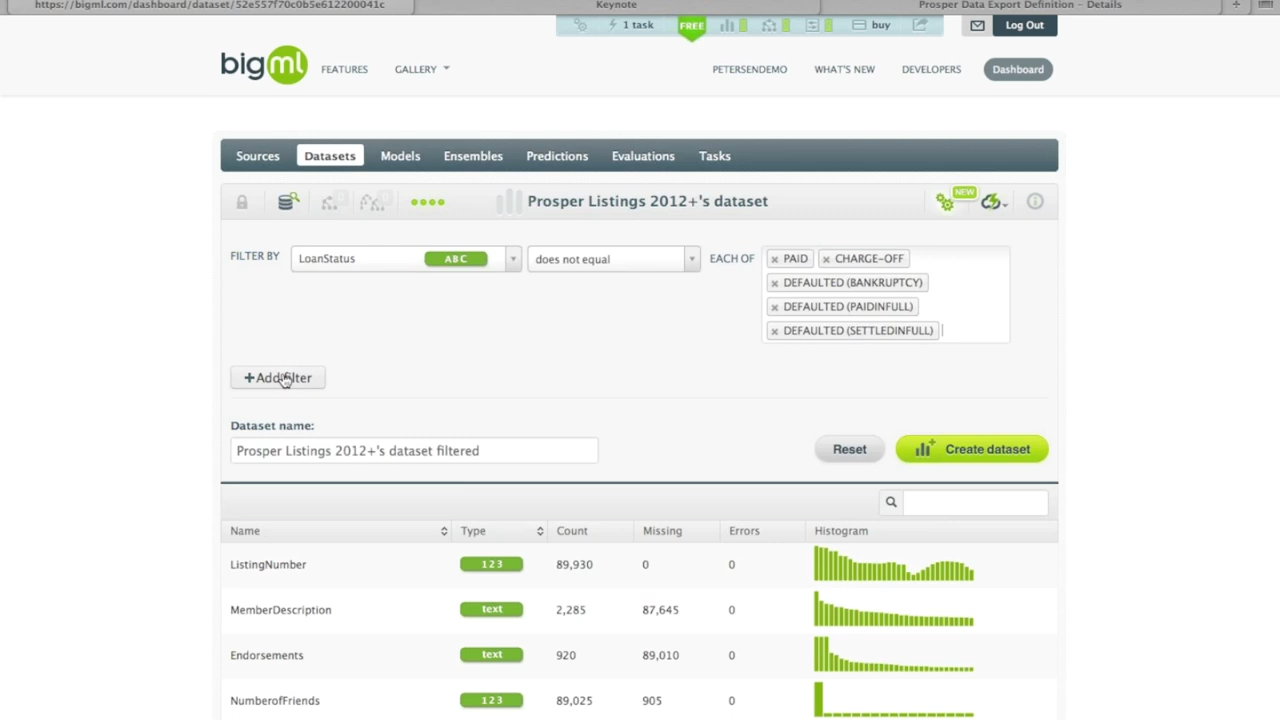 https://bigml.com/dashboard/dataset/52e557f70c0b5e612200041c Keynote Prosper Data Export Definition - Details +
1 task FREE buy Log Out
bigml FEATURES GALLERY PETERSENDEMO WHAT'S NEW DEVELOPERS Dashboard
Sources Datasets Models Ensembles Predictions Evaluations Tasks
Prosper Listings 2012+'s dataset NEW
FILTER BY LoanStatus ABC does not equal EACH OF × PAID × CHARGE-OFF
× DEFAULTED (BANKRUPTCY)
× DEFAULTED (PAIDINFULL)
× DEFAULTED (SETTLEDINFULL)
+Add filter
Dataset name:
Prosper Listings 2012+'s dataset filtered Reset Create dataset
Name Type Count Missing Errors Histogram
ListingNumber 123 89,930 0 0
MemberDescription text 2,285 87,645 0
Endorsements text 920 89,010 0
NumberofFriends 123 89,025 905 0